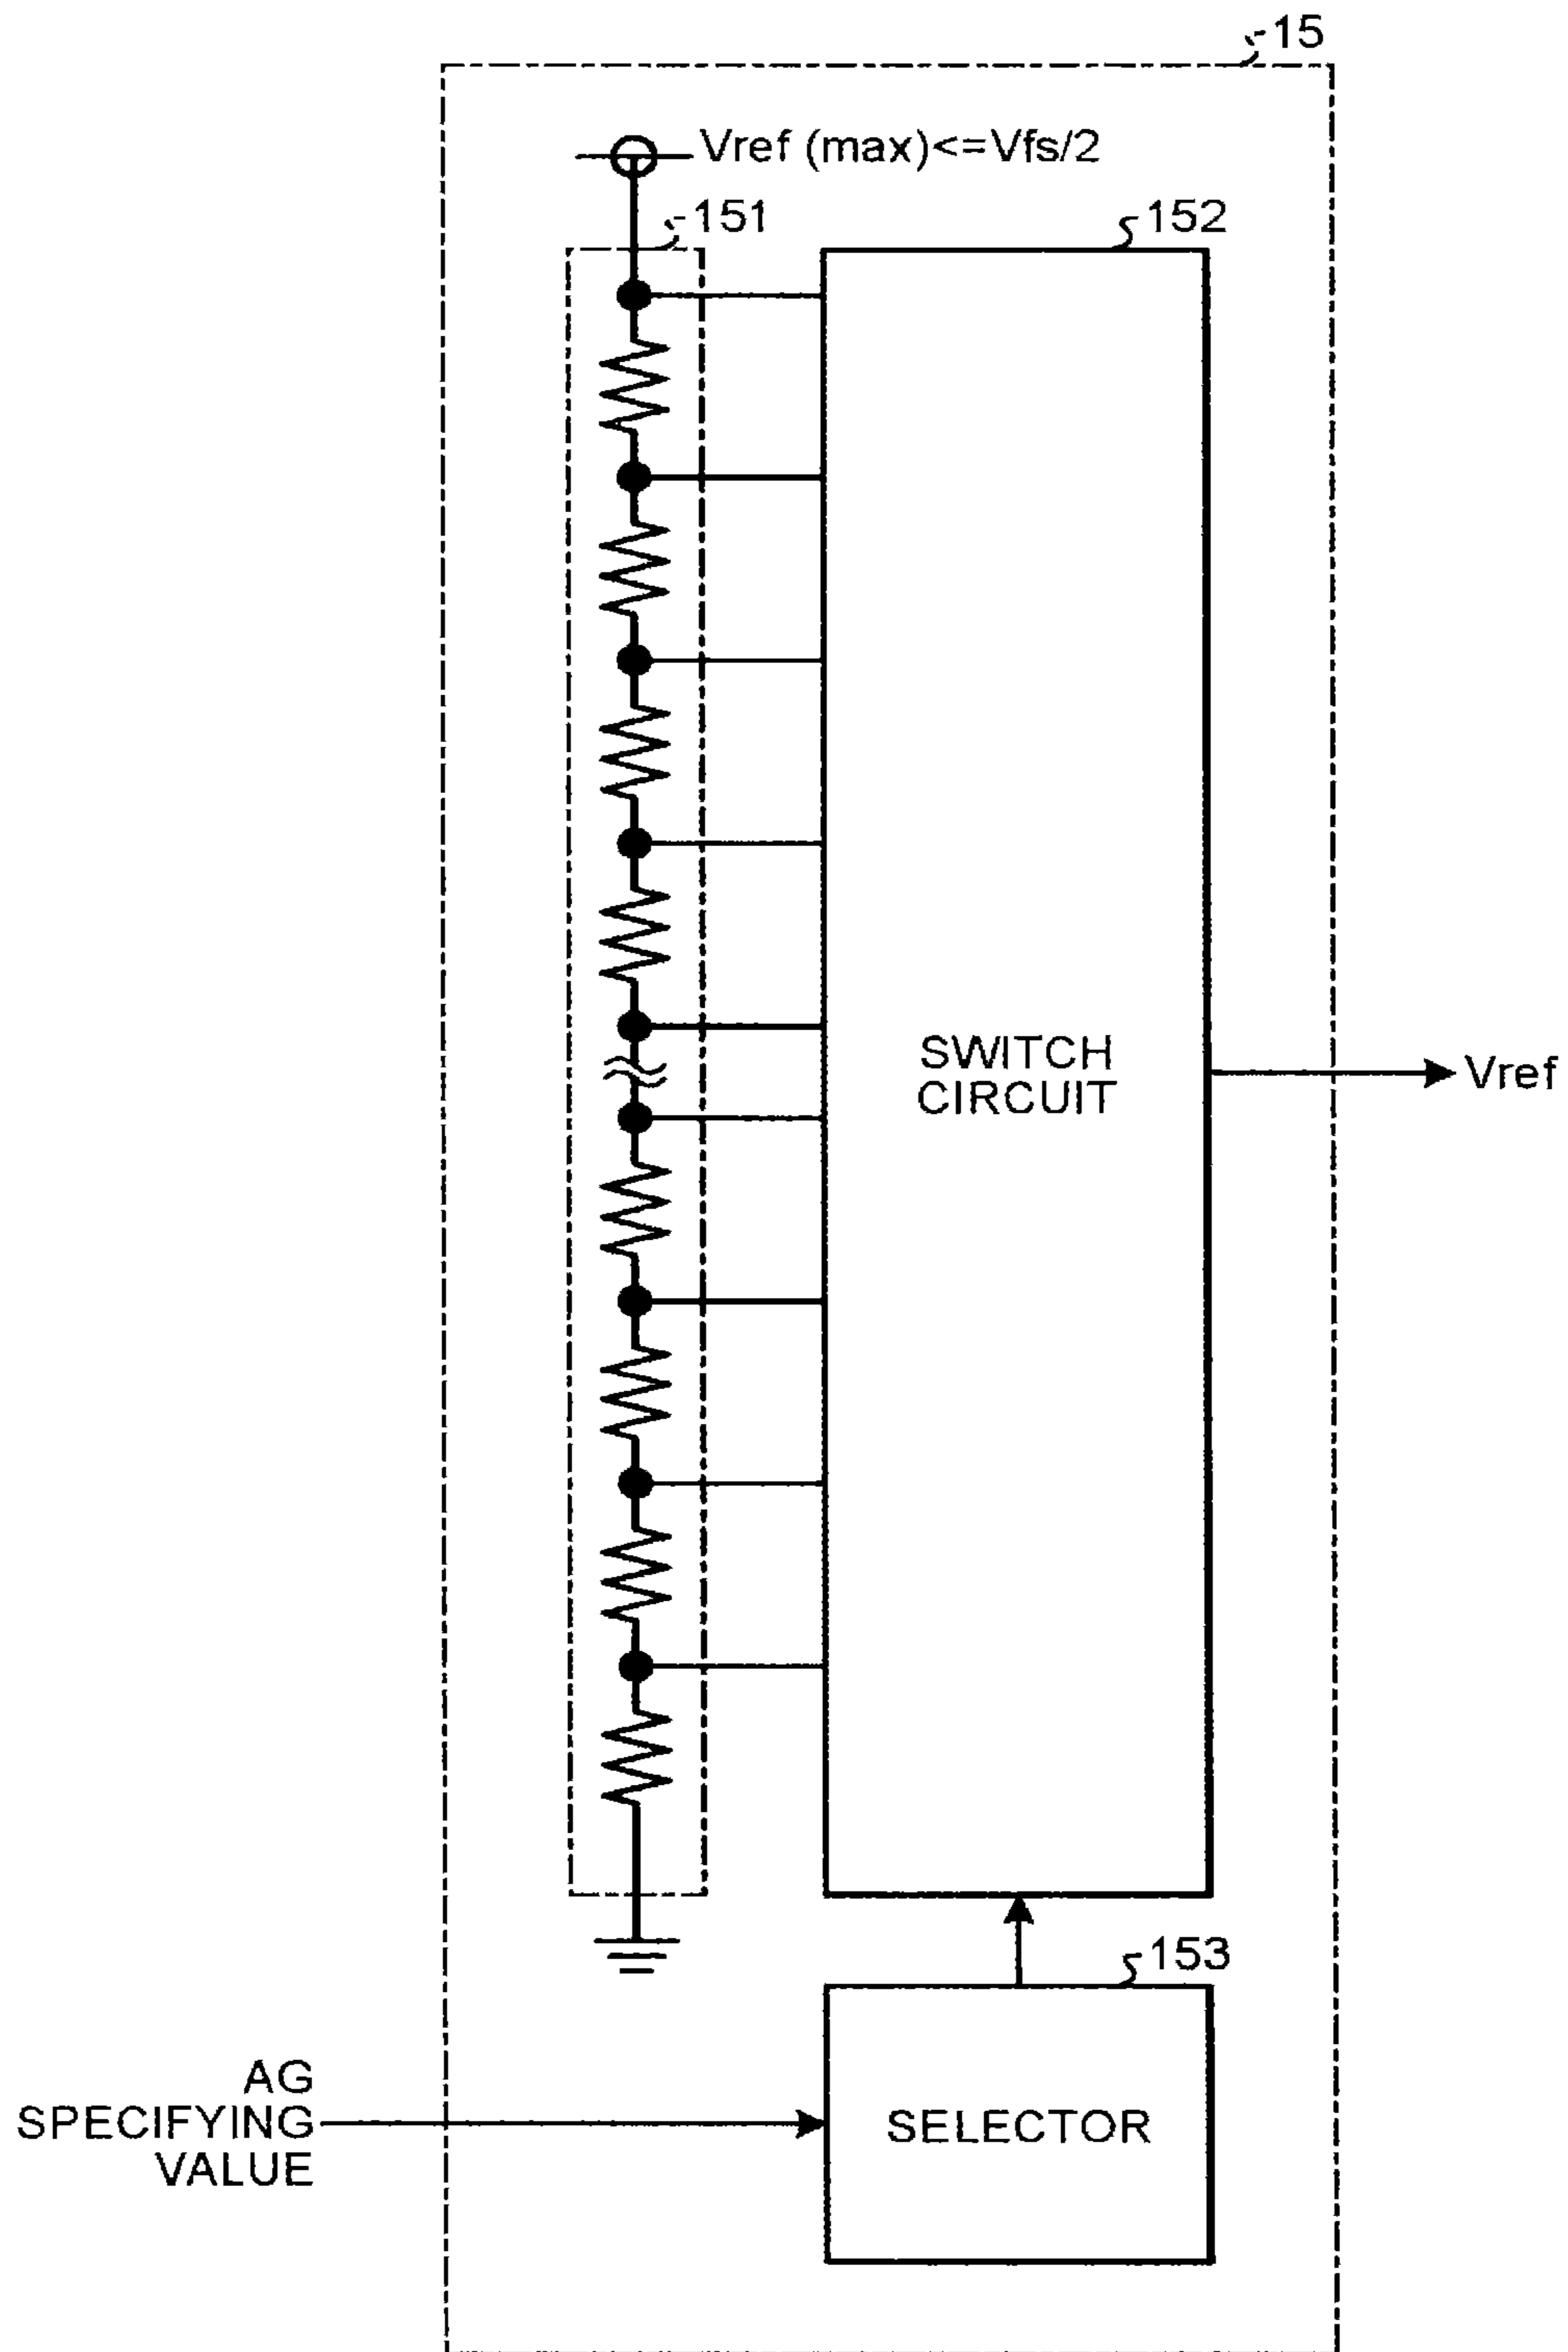 15
Vref (max)<=Vfs/2
151
152
SWITCH
CIRCUIT
Vref
153
AG
SPECIFYING
VALUE
SELECTOR